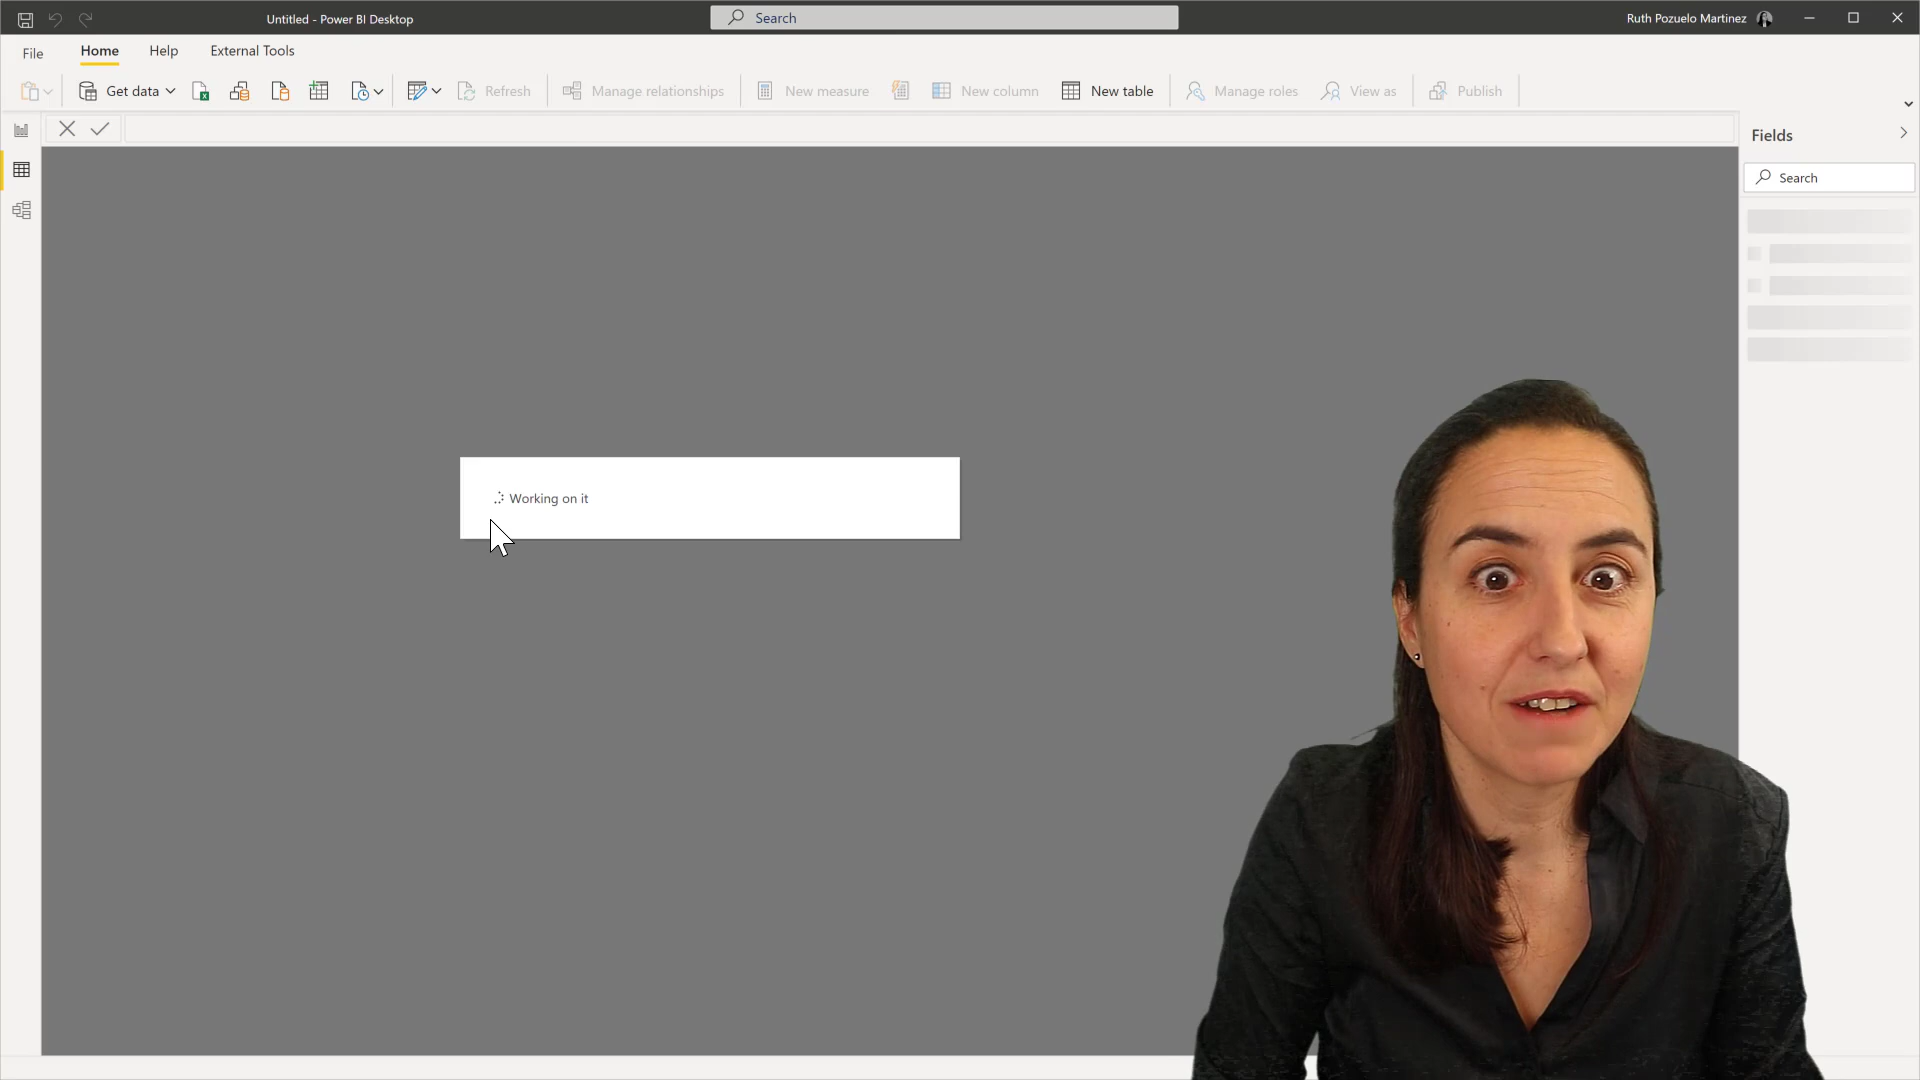 Untitled - Power BI Desktop
Search
Ruth Pozuelo Martinez
File
Home
Help
External Tools
Get data
Refresh
Manage relationships
New measure
New column
New table
Manage roles
View as
Publish
Fields
Search
Working on it